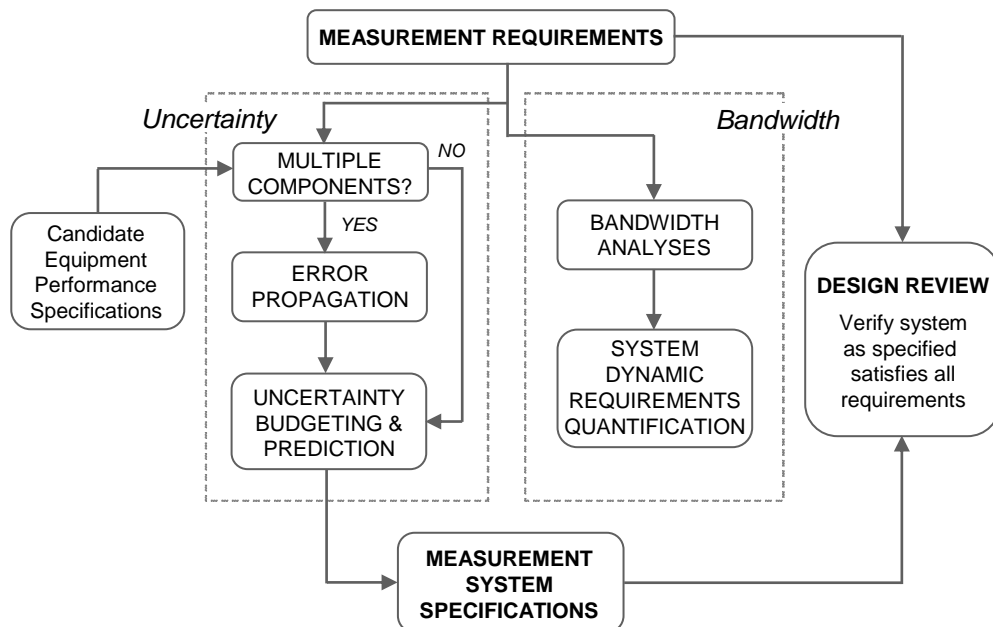 MEASUREMENT REQUIREMENTS
Uncertainty
Bandwidth
MULTIPLE
COMPONENTS?
NO
YES
Candidate
Equipment
Performance
Specifications
ERROR
PROPAGATION
UNCERTAINTY
BUDGETING &
PREDICTION
BANDWIDTH
ANALYSES
SYSTEM
DYNAMIC
REQUIREMENTS
QUANTIFICATION
DESIGN REVIEW
Verify system
as specified
satisfies all
requirements
MEASUREMENT
SYSTEM
SPECIFICATIONS